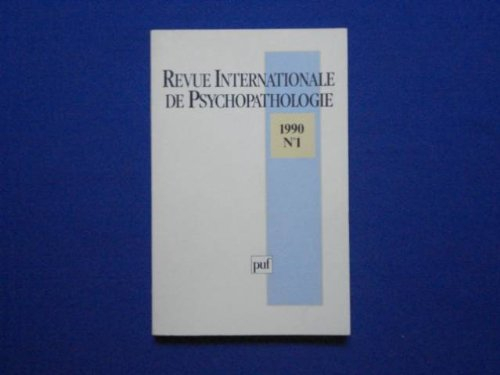 REVUE INTERNATIONALE
DE PSYCHOPATHOLOGIE
1990
N°1
puf